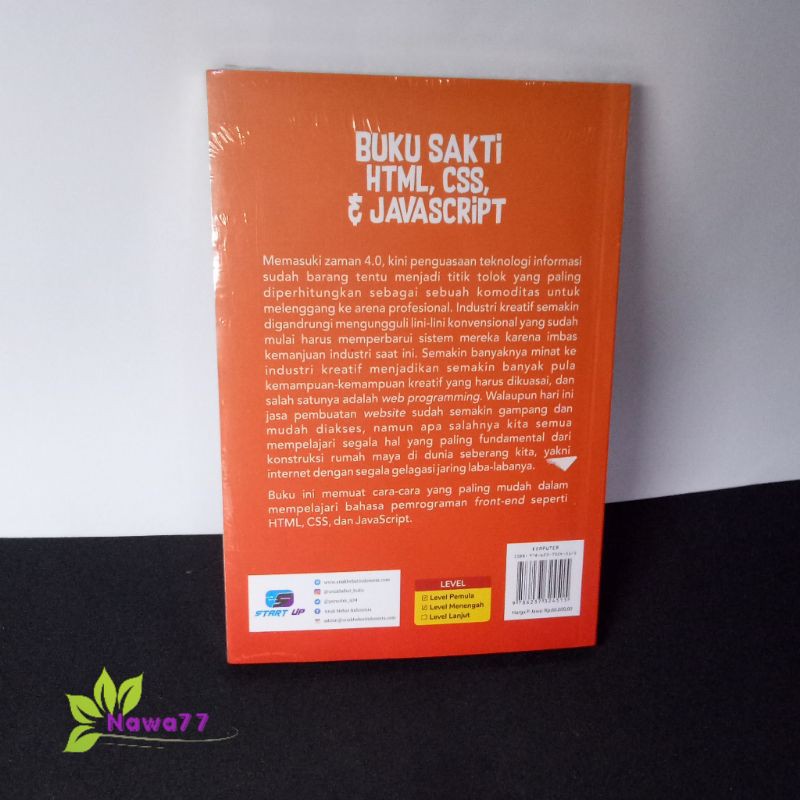 BUKU SAKTi
HTML, CSS,
& JAVASCRiPT
Memasuki zaman 4.0, kini penguasaan teknologi informasi
sudah barang tentu menjadi titik tolok yang paling
diperhitungkan sebagai sebuah komoditas untuk
melenggang ke arena profesional. Industri kreatif semakin
digandrungi mengungguli lini-lini konvensional yang sudah
mulai harus memperbarui sistem mereka karena imbas
kemanjuan industri saat ini. Semakin banyaknya minat ke
industri kreatif menjadikan semakin banyak pula
kemampuan-kemampuan kreatif yang harus dikuasai, dan
salah satunya adalah web programming. Walaupun hari ini
jasa pembuatan website sudah semakin gampang dan
mudah diakses, namun apa salahnya kita semua
mempelajari segala hal yang paling fundamental dari
konstruksi rumah maya di dunia seberang kita, yakni
internet dengan segala gelagasi jaring laba-labanya.
Buku ini memuat cara-cara yang paling mudah dalam
mempelajari bahasa pemrograman front-end seperti
HTML, CSS, dan JavaScript.
START UP
LEVEL
Level Pemula
Level Menengah
Level Lanjut
KOMPUTER
Harga P. Jawa: Rp
Nawa77